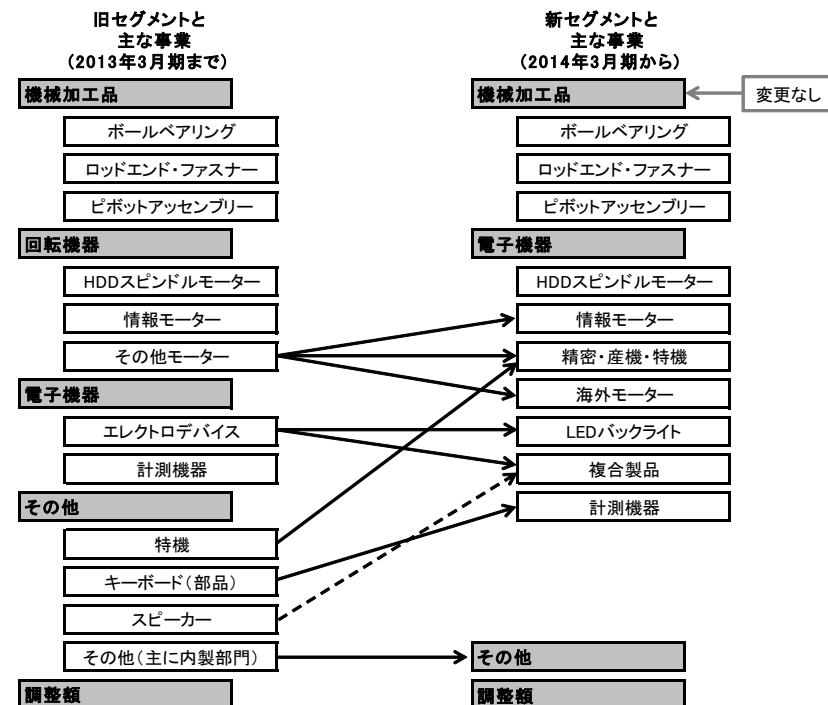 旧セグメントと
主な事業
（2013年3月期まで）
機械加工品
ボールベアリング
ロッドエンド・ファスナー
ピボットアッセンブリー
回転機器
HDDスピンドルモーター
情報モーター
その他モーター
電子機器
エレクトロデバイス
計測機器
その他
特機
キーボード（部品）
スピーカー
その他（主に内製部門）
調整額
新セグメントと
主な事業
（2014年3月期から）
機械加工品
変更なし
ボールベアリング
ロッドエンド・ファスナー
ピボットアッセンブリー
電子機器
HDDスピンドルモーター
情報モーター
精密・産機・特機
海外モーター
LEDバックライト
複合製品
計測機器
その他
調整額